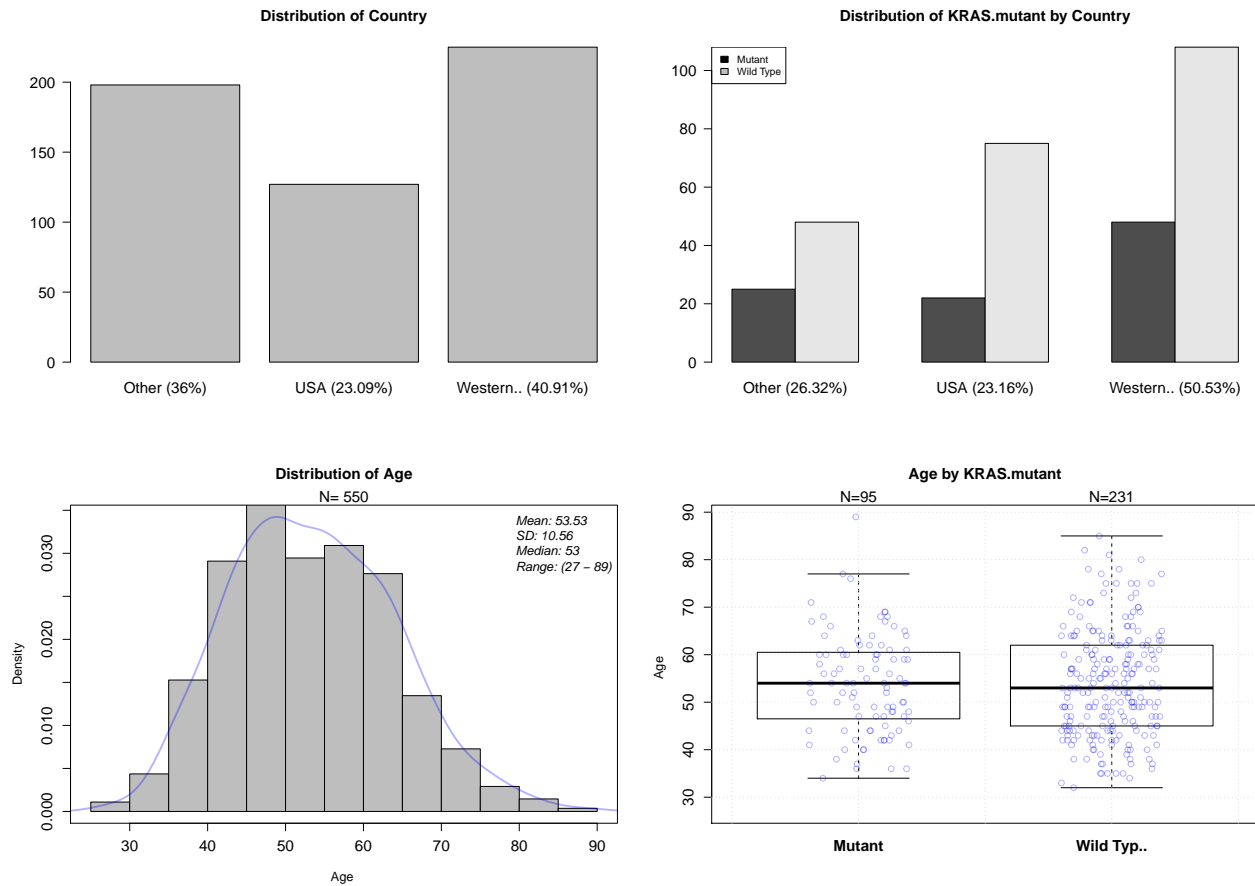 Distribution of Country
200
150
100
50
0
Other (36%)
USA (23.09%)
Western.. (40.91%)
Distribution of KRAS.mutant by Country
Mutant
Wild Type
100
80
60
40
20
0
Other (26.32%)
USA (23.16%)
Western.. (50.53%)
Distribution of Age
N= 550
Mean: 53.53
SD: 10.56
Median: 53
Range: (27 − 89)
Density
0.030
0.020
0.010
0.000
30
40
50
60
70
80
90
Age
Age by KRAS.mutant
N=95
N=231
Age
90
80
70
60
50
40
30
Mutant
Wild Typ..